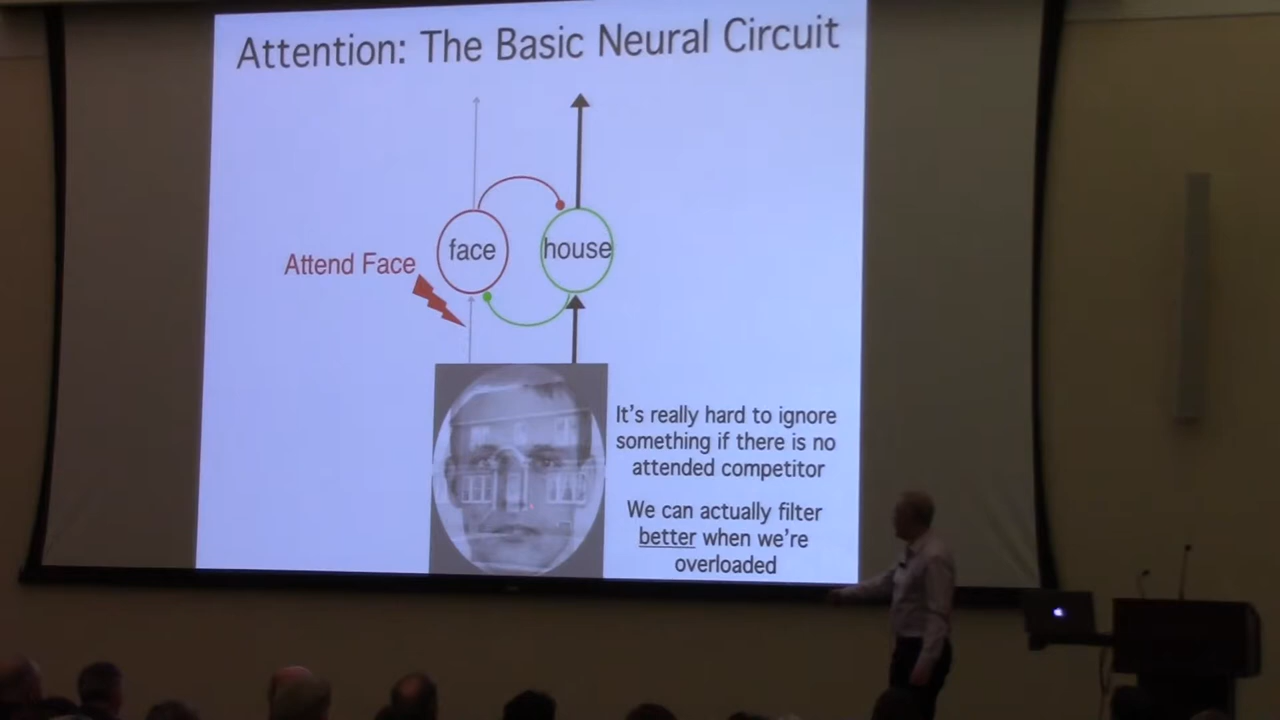 Attention: The Basic Neural Circuit
face
house
Attend Face
It's really hard to ignore
something if there is no
attended competitor
We can actually filter
better when we're
overloaded